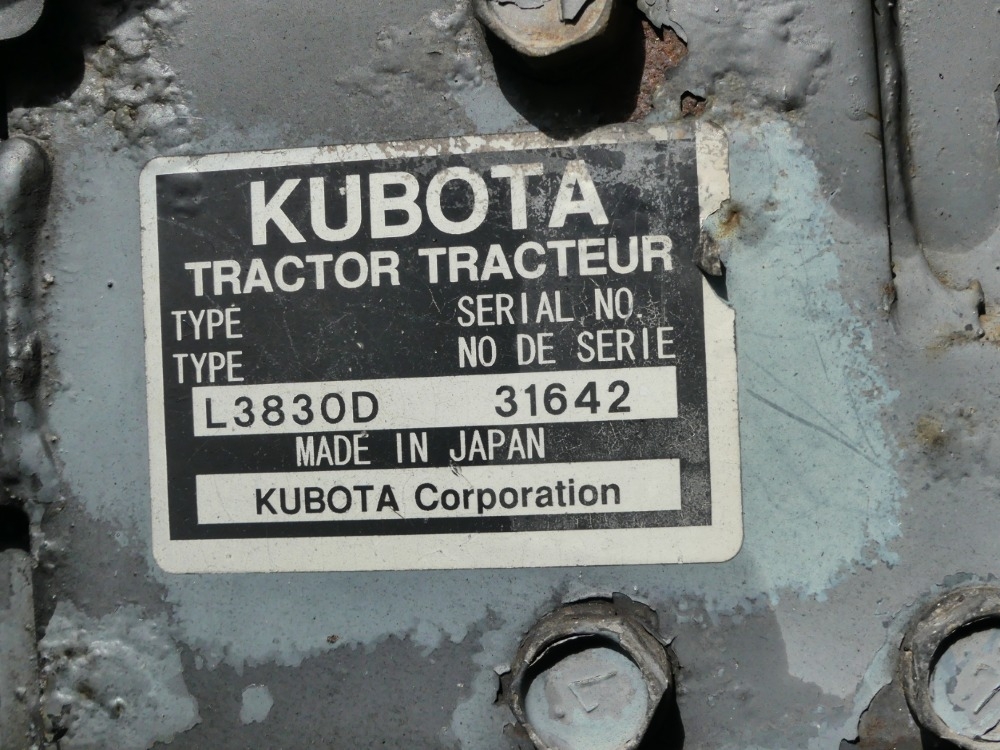 KUBOTA
TRACTOR TRACTEUR
TYPE SERIAL NO.
TYPE NO DE SERIE
L3830D 31642
MADE IN JAPAN
KUBOTA Corporation